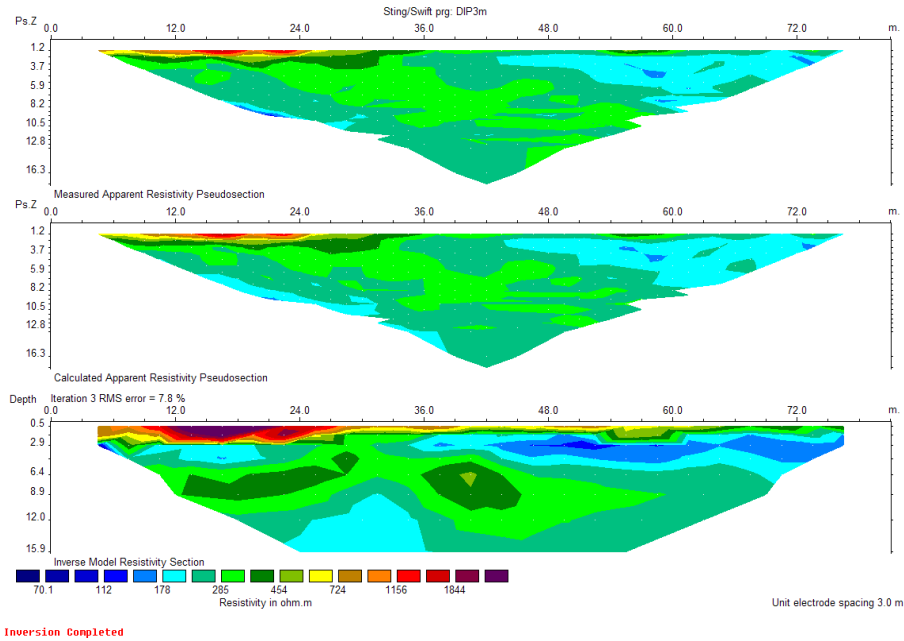 Sting/Swift prg: DIP3m
Ps.Z 0.0 12.0 24.0 36.0 48.0 60.0 72.0 m.
1.2
3.7
5.9
8.2
10.5
12.8
16.3
Measured Apparent Resistivity Pseudosection
Ps.Z 0.0 12.0 24.0 36.0 48.0 60.0 72.0 m.
1.2
3.7
5.9
8.2
10.5
12.8
16.3
Calculated Apparent Resistivity Pseudosection
Depth Iteration 3 RMS error = 7.8 %
0.0 12.0 24.0 36.0 48.0 60.0 72.0 m.
0.5
2.9
6.4
8.9
12.0
15.9
Inverse Model Resistivity Section
70.1 112 178 285 454 724 1156 1844
Resistivity in ohm.m
Unit electrode spacing 3.0 m
Inversion Completed